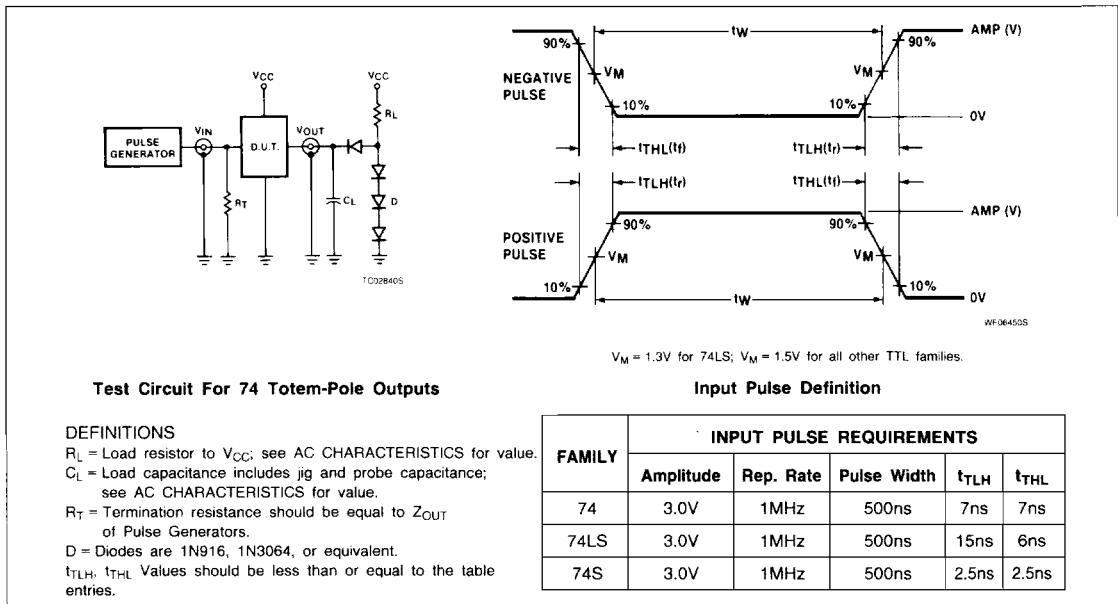 VCC
VCC
RL
PULSE
GENERATOR
VIN
D.U.T.
VOUT
RT
CL
D
TC02840S
tW
AMP (V)
90%
90%
NEGATIVE
PULSE
VM
VM
10%
10%
0V
tTHL(tf)
tTLH(tr)
tTLH(tr)
tTHL(tf)
AMP (V)
90%
90%
POSITIVE
PULSE
VM
VM
10%
10%
tW
0V
WF06450S
VM = 1.3V for 74LS; VM = 1.5V for all other TTL families.
Test Circuit For 74 Totem-Pole Outputs
Input Pulse Definition
DEFINITIONS
RL = Load resistor to VCC; see AC CHARACTERISTICS for value.
CL = Load capacitance includes jig and probe capacitance;
see AC CHARACTERISTICS for value.
RT = Termination resistance should be equal to ZOUT
of Pulse Generators.
D = Diodes are 1N916, 1N3064, or equivalent.
tTLH, tTHL Values should be less than or equal to the table
entries.
FAMILY INPUT PULSE REQUIREMENTS
Amplitude Rep. Rate Pulse Width tTLH tTHL
74 3.0V 1MHz 500ns 7ns 7ns
74LS 3.0V 1MHz 500ns 15ns 6ns
74S 3.0V 1MHz 500ns 2.5ns 2.5ns